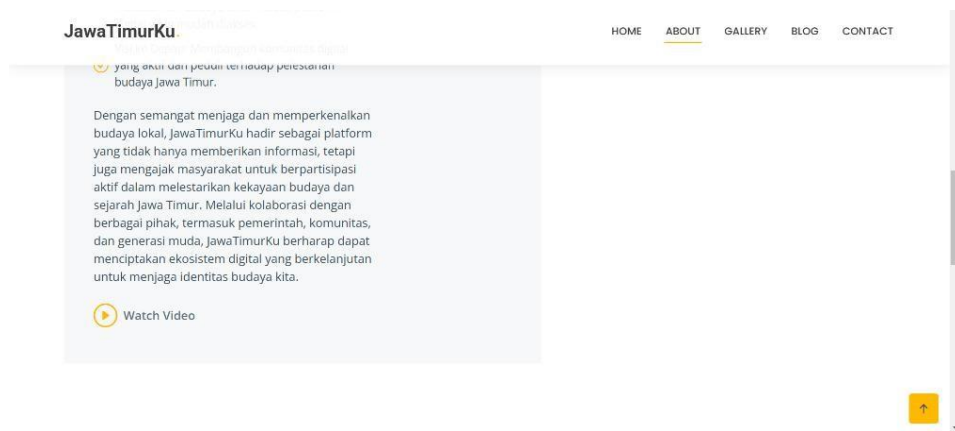 JawaTimurKu.
HOME ABOUT GALLERY BLOG CONTACT
yang aktif dan peduli terhadap pelestarian
budaya Jawa Timur.
Dengan semangat menjaga dan memperkenalkan
budaya lokal, JawaTimurKu hadir sebagai platform
yang tidak hanya memberikan informasi, tetapi
juga mengajak masyarakat untuk berpartisipasi
aktif dalam melestarikan kekayaan budaya dan
sejarah Jawa Timur. Melalui kolaborasi dengan
berbagai pihak, termasuk pemerintah, komunitas,
dan generasi muda, JawaTimurKu berharap dapat
menciptakan ekosistem digital yang berkelanjutan
untuk menjaga identitas budaya kita.
Watch Video